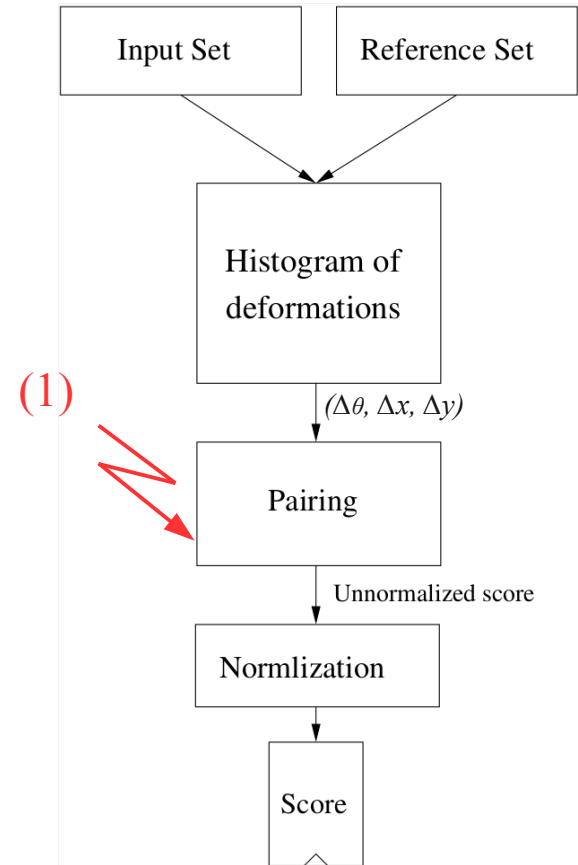 Input Set
Reference Set
Histogram of
deformations
(1)
(Δθ, Δx, Δy)
Pairing
Unnormalized score
Normlization
Score